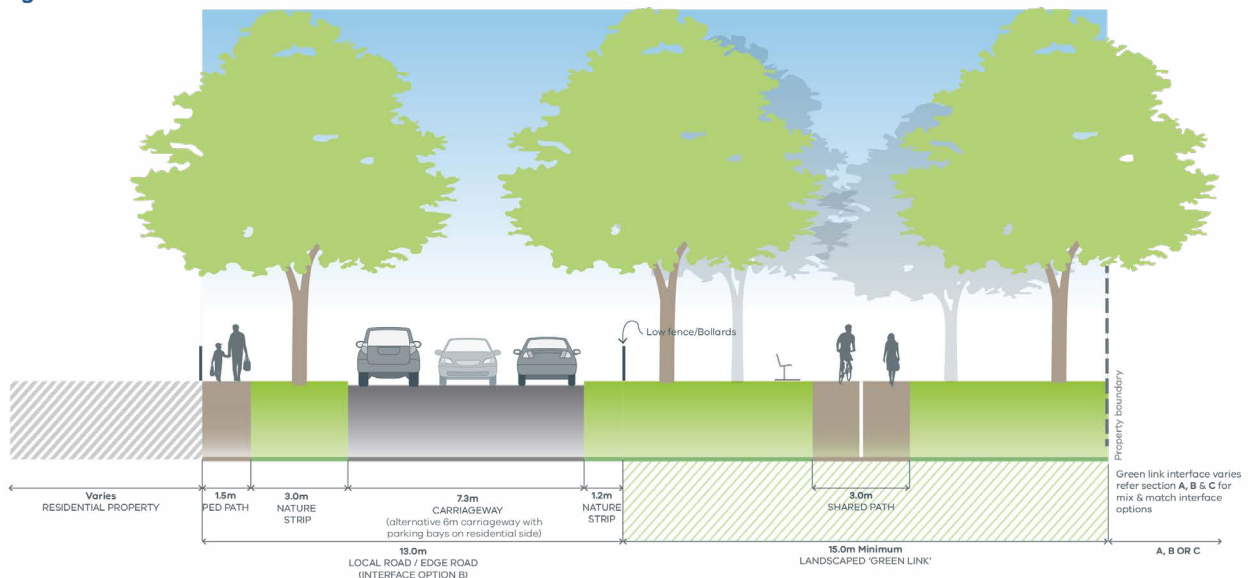 Low fence/Bollards
Property boundary
Varies
RESIDENTIAL PROPERTY
1.5m
PED PATH
3.0m
NATURE
STRIP
7.3m
CARRIAGEWAY
(alternative 6m carriageway with
parking bays on residential side)
1.2m
NATURE
STRIP
3.0m
SHARED PATH
Green link interface varies
refer section A, B & C for
mix & match interface
options
13.0m
LOCAL ROAD / EDGE ROAD
(INTERFACE OPTION B)
15.0m Minimum
LANDSCAPED 'GREEN LINK'
A, B OR C